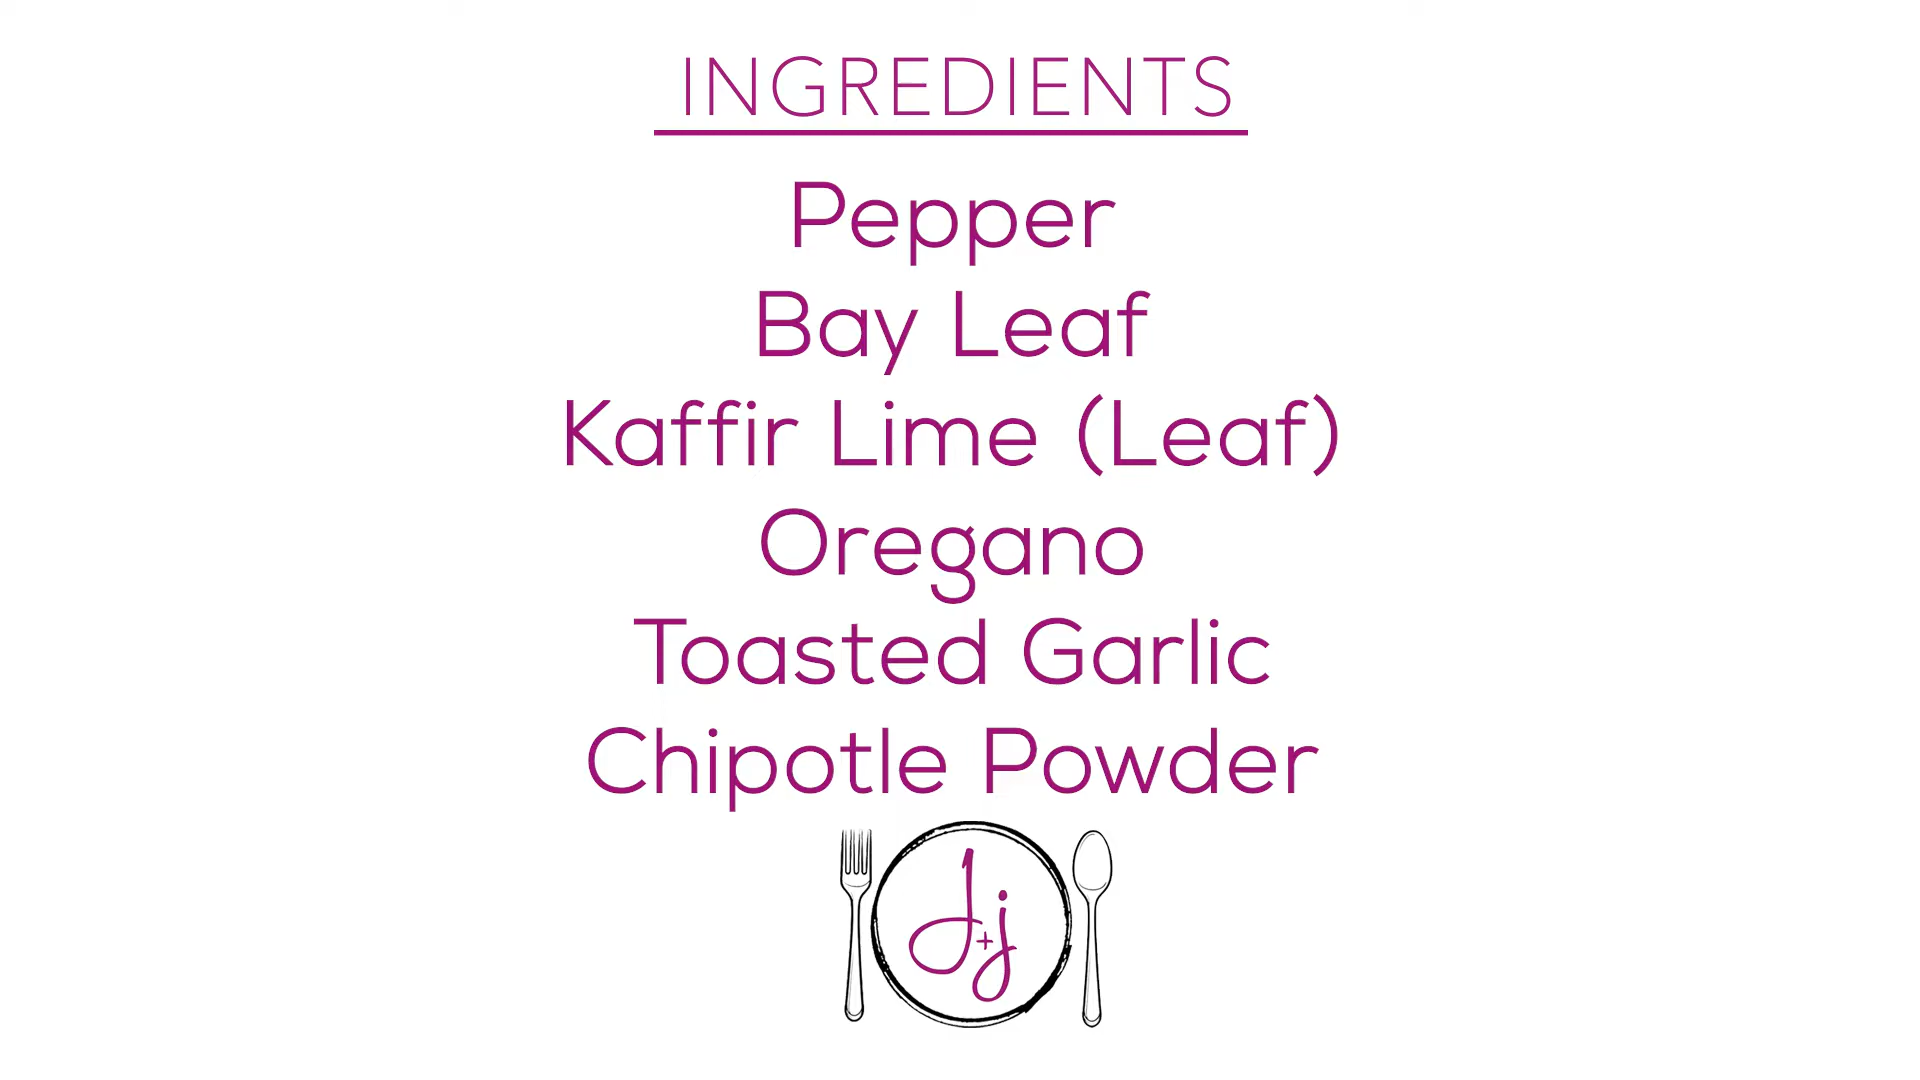 INGREDIENTS
Pepper
Bay Leaf
Kaffir Lime (Leaf)
Oregano
Toasted Garlic
Chipotle Powder
J+j